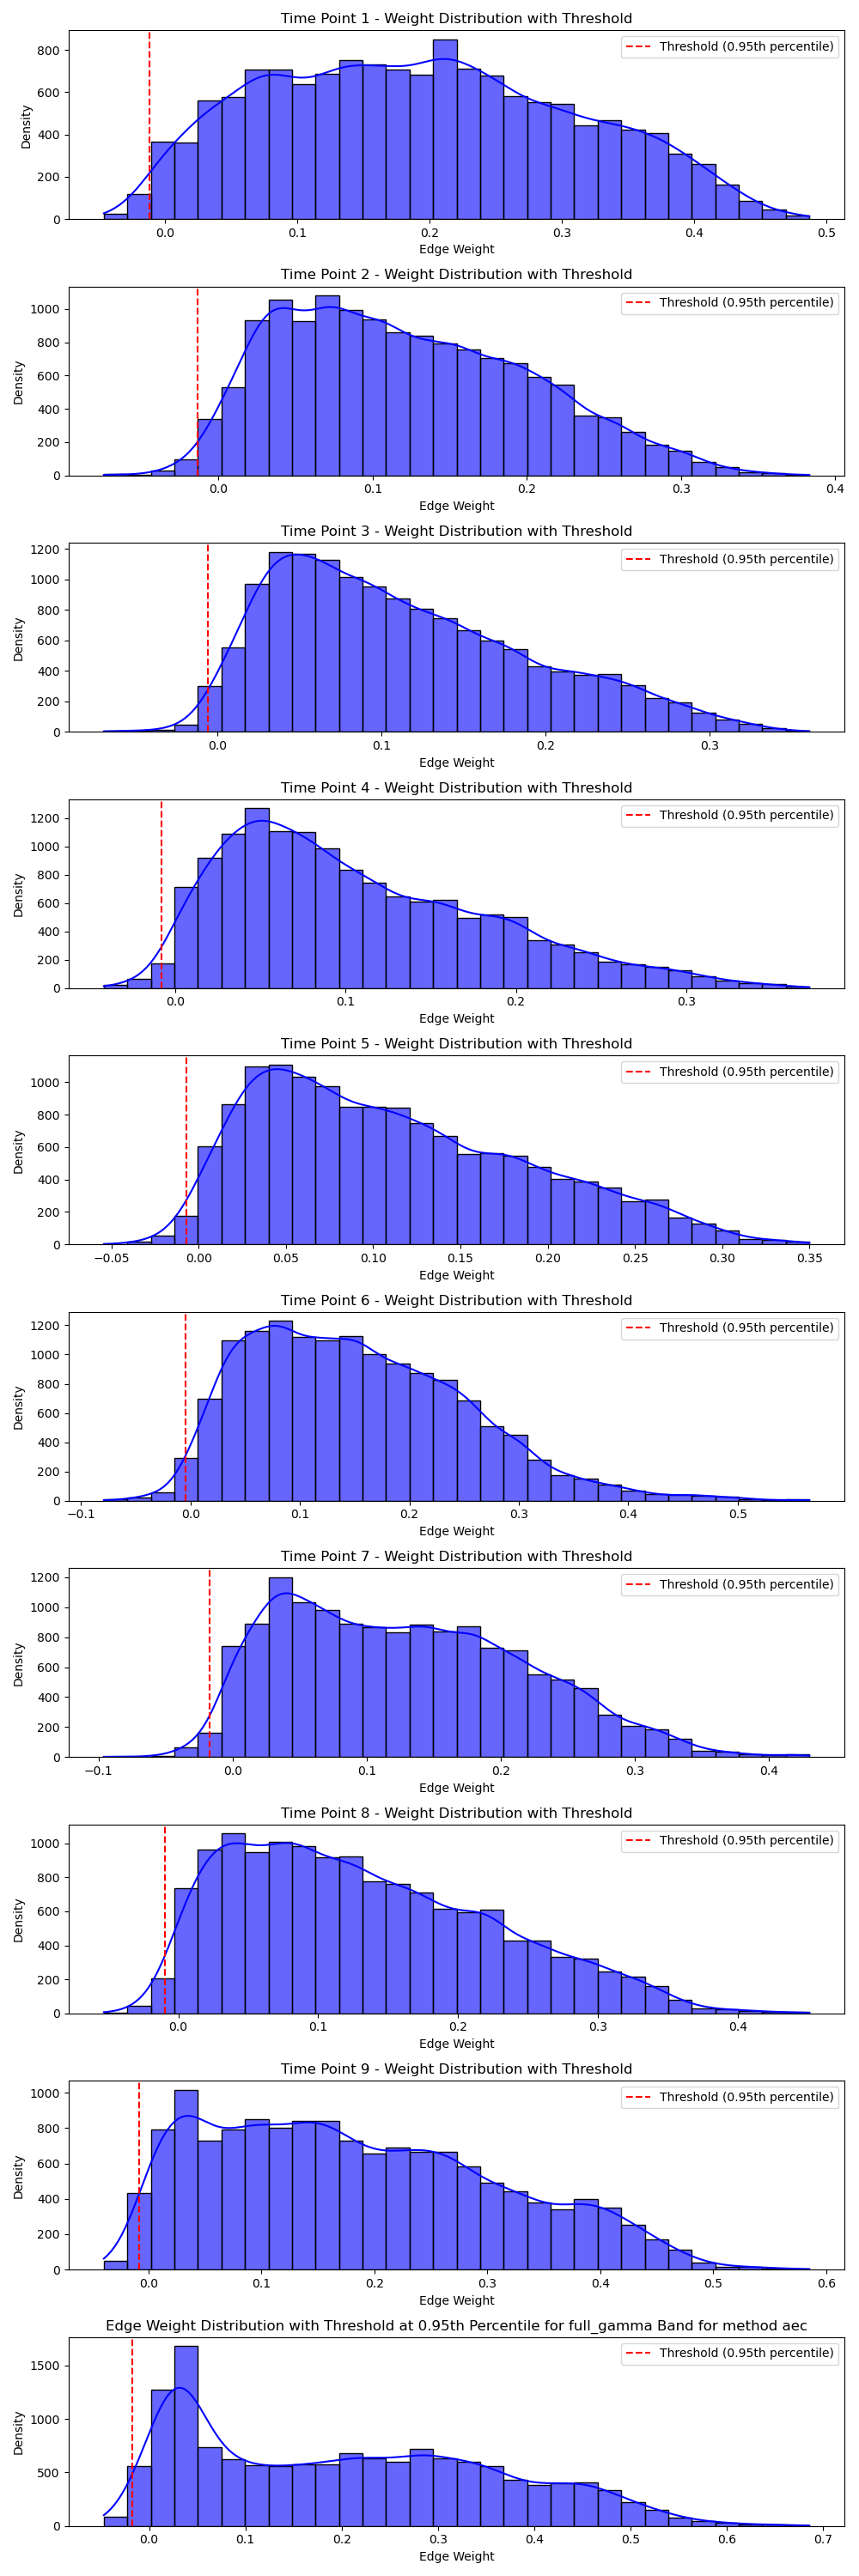 Time Point 1 - Weight Distribution with Threshold
Threshold (0.95th percentile)
Density
800
600
400
200
0
0.0 0.1 0.2 0.3 0.4 0.5
Edge Weight
Time Point 2 - Weight Distribution with Threshold
Threshold (0.95th percentile)
Density
1000
800
600
400
200
0
0.0 0.1 0.2 0.3 0.4
Edge Weight
Time Point 3 - Weight Distribution with Threshold
Threshold (0.95th percentile)
Density
1200
1000
800
600
400
200
0
0.0 0.1 0.2 0.3
Edge Weight
Time Point 4 - Weight Distribution with Threshold
Threshold (0.95th percentile)
Density
1200
1000
800
600
400
200
0
0.0 0.1 0.2 0.3
Edge Weight
Time Point 5 - Weight Distribution with Threshold
Threshold (0.95th percentile)
Density
1000
800
600
400
200
0
−0.05 0.00 0.05 0.10 0.15 0.20 0.25 0.30 0.35
Edge Weight
Time Point 6 - Weight Distribution with Threshold
Threshold (0.95th percentile)
Density
1200
1000
800
600
400
200
0
−0.1 0.0 0.1 0.2 0.3 0.4 0.5
Edge Weight
Time Point 7 - Weight Distribution with Threshold
Threshold (0.95th percentile)
Density
1200
1000
800
600
400
200
0
−0.1 0.0 0.1 0.2 0.3 0.4
Edge Weight
Time Point 8 - Weight Distribution with Threshold
Threshold (0.95th percentile)
Density
1000
800
600
400
200
0
0.0 0.1 0.2 0.3 0.4
Edge Weight
Time Point 9 - Weight Distribution with Threshold
Threshold (0.95th percentile)
Density
1000
800
600
400
200
0
0.0 0.1 0.2 0.3 0.4 0.5 0.6
Edge Weight
Edge Weight Distribution with Threshold at 0.95th Percentile for full_gamma Band for method aec
Threshold (0.95th percentile)
Density
1500
1000
500
0
0.0 0.1 0.2 0.3 0.4 0.5 0.6 0.7
Edge Weight